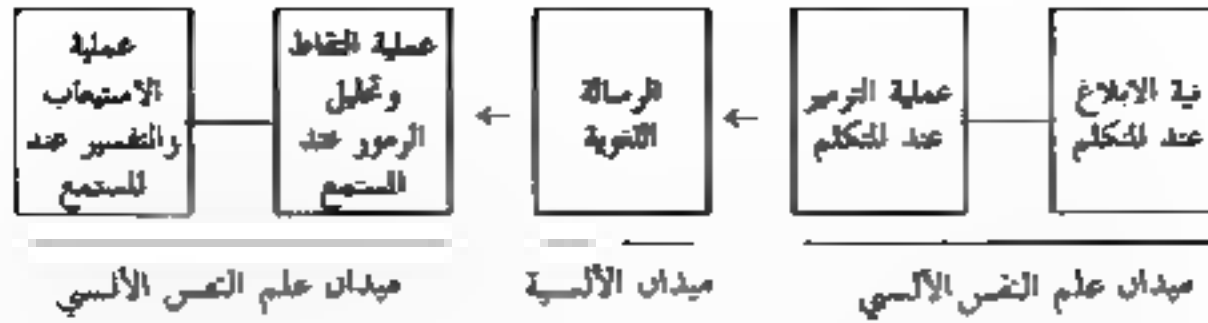 نية الابلاغ
عند المتكلم
عملية الترميز
عند المتكلم
الرسالة
اللغوية
عملية التقاط
وتحليل
الرموز عند
المستمع
عملية
الاستيعاب
والتفسير عند
المستمع
ميدان علم النفس الألسني
ميدان الألسنية
ميدان علم النفس الألسني